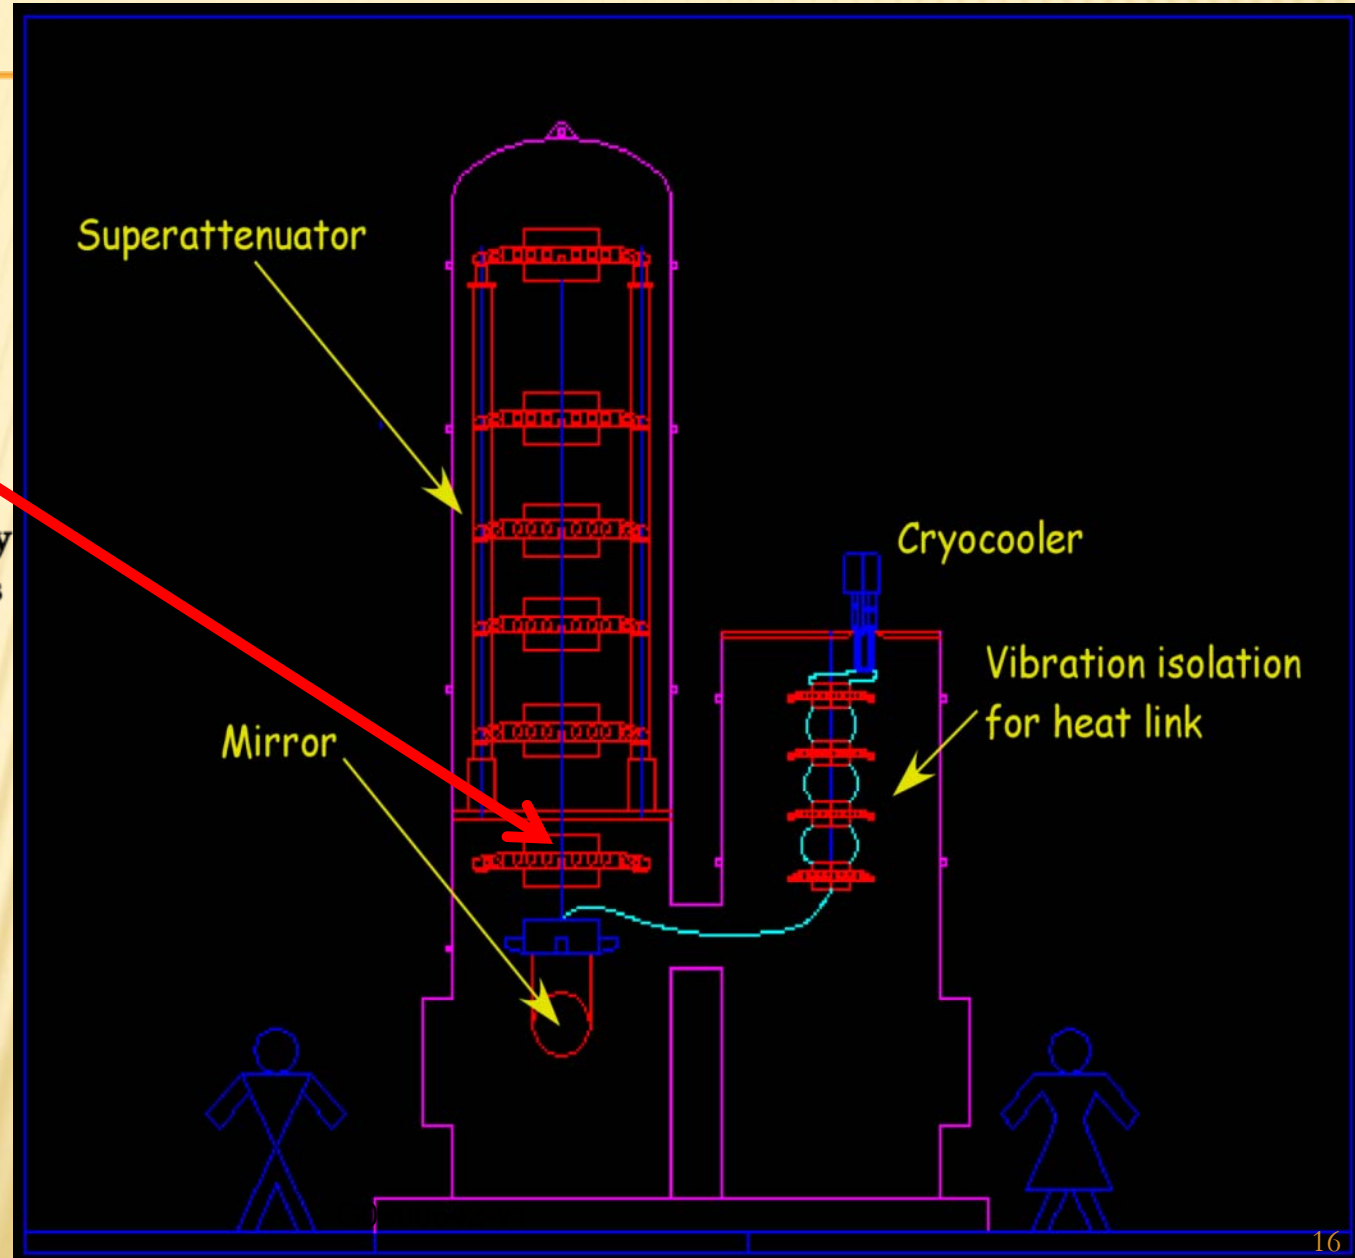 Superattenuator
Cryocooler
Vibration isolation
for heat link
Mirror
16